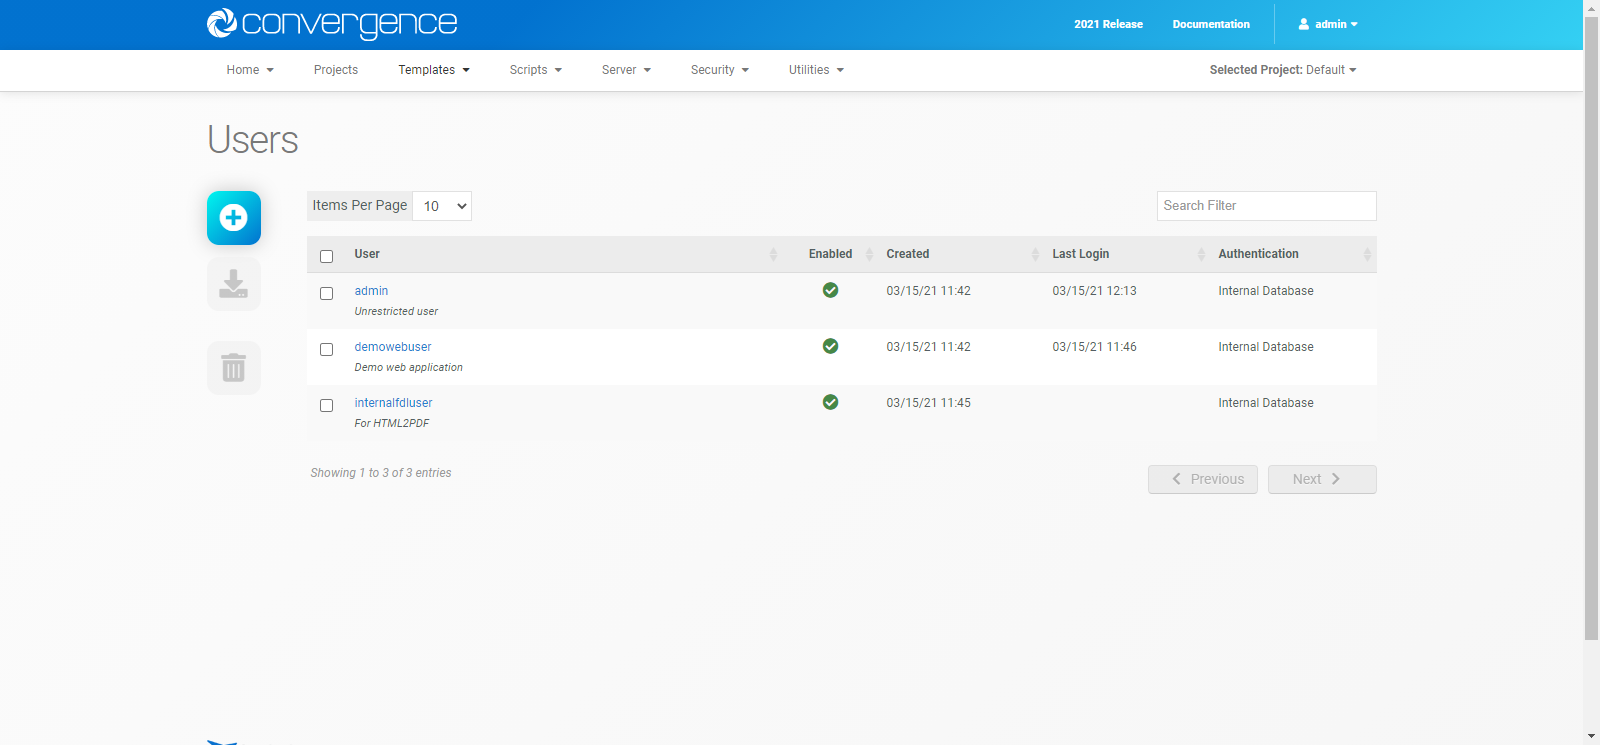 convergence
2021 Release Documentation admin
Home Projects Templates Scripts Server Security Utilities Selected Project: Default
Users
Items Per Page 10 Search Filter
User Enabled Created Last Login Authentication
admin 03/15/21 11:42 03/15/21 12:13 Internal Database
Unrestricted user
demowebuser 03/15/21 11:42 03/15/21 11:46 Internal Database
Demo web application
internalfdluser 03/15/21 11:45 Internal Database
For HTML2PDF
Showing 1 to 3 of 3 entries
Previous Next